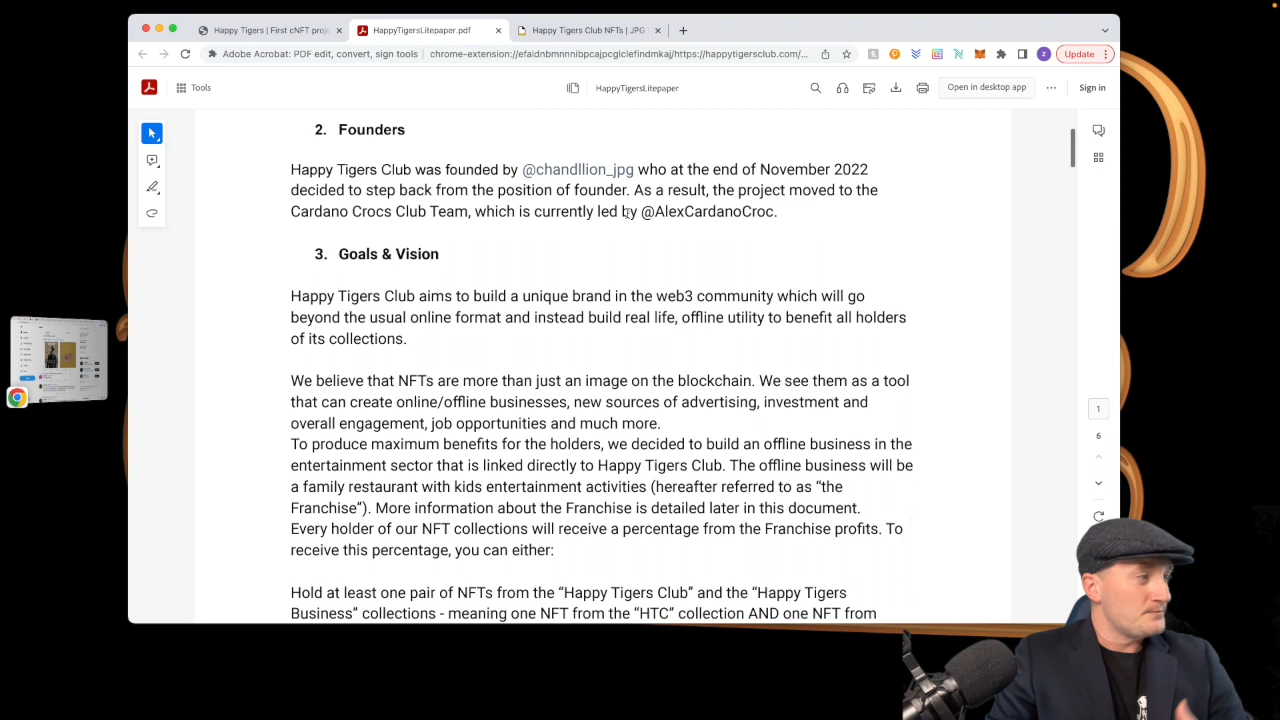 Happy Tigers | First cNFT proj
HappyTigersLitepaper.pdf
Happy Tigers Club NFTs | JPG
Adobe Acrobat: PDF edit, convert, sign tools
chrome-extension://efaidnbmnnnibpcajpcglclefindmkaj/https://happytigersclub.com/...
Update
Tools
HappyTigersLitepaper
Open in desktop app
Sign in
2. Founders
Happy Tigers Club was founded by @chandllion_jpg who at the end of November 2022
decided to step back from the position of founder. As a result, the project moved to the
Cardano Crocs Club Team, which is currently led by @AlexCardanoCroc.
3. Goals & Vision
Happy Tigers Club aims to build a unique brand in the web3 community which will go
beyond the usual online format and instead build real life, offline utility to benefit all holders
of its collections.
We believe that NFTs are more than just an image on the blockchain. We see them as a tool
that can create online/offline businesses, new sources of advertising, investment and
overall engagement, job opportunities and much more.
To produce maximum benefits for the holders, we decided to build an offline business in the
entertainment sector that is linked directly to Happy Tigers Club. The offline business will be
a family restaurant with kids entertainment activities (hereafter referred to as “the
Franchise”). More information about the Franchise is detailed later in this document.
Every holder of our NFT collections will receive a percentage from the Franchise profits. To
receive this percentage, you can either:
Hold at least one pair of NFTs from the “Happy Tigers Club” and the “Happy Tigers
Business” collections - meaning one NFT from the “HTC” collection AND one NFT from
1
6